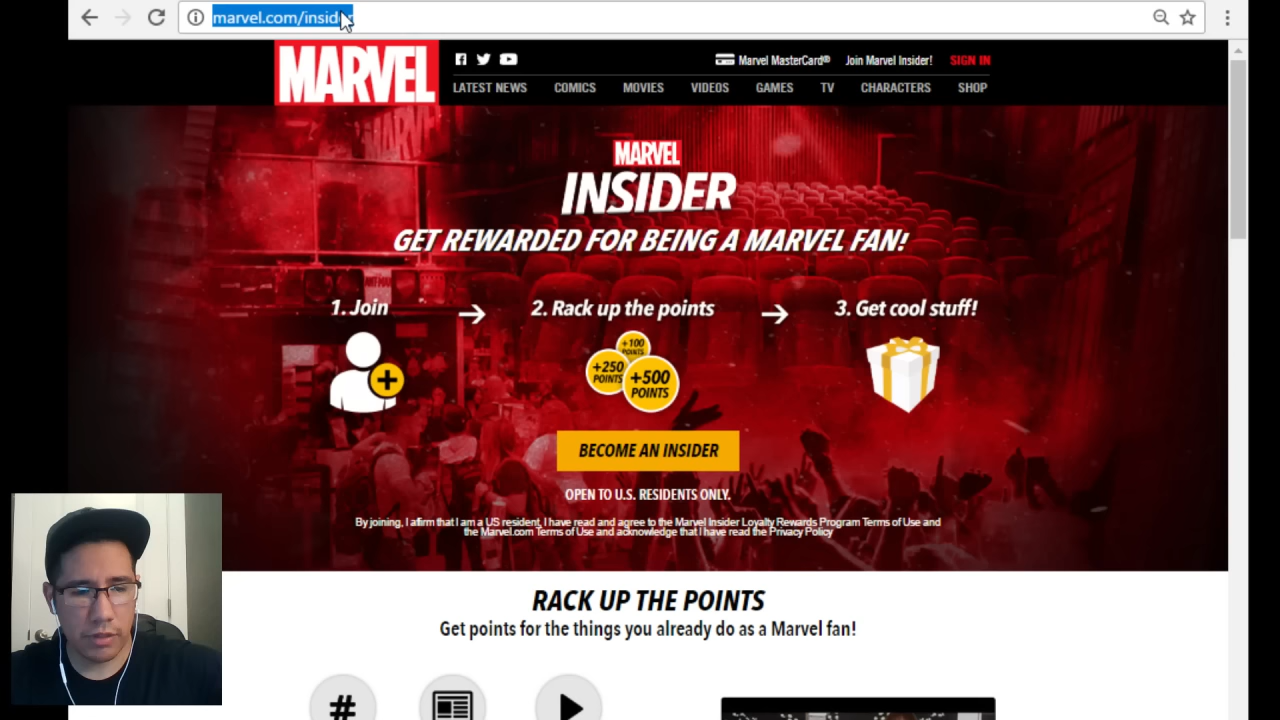 marvel.com/insider
MARVEL
Marvel MasterCard®
Join Marvel Insider!
SIGN IN
LATEST NEWS
COMICS
MOVIES
VIDEOS
GAMES
TV
CHARACTERS
SHOP
MARVEL
INSIDER
GET REWARDED FOR BEING A MARVEL FAN!
1. Join
2. Rack up the points
3. Get cool stuff!
+100
POINTS
+250
POINTS
+500
POINTS
BECOME AN INSIDER
OPEN TO U.S. RESIDENTS ONLY.
By joining, I affirm that I am a US resident, I have read and agree to the Marvel Insider Loyalty Rewards Program Terms of Use and
the Marvel.com Terms of Use and acknowledge that I have read the Privacy Policy
RACK UP THE POINTS
Get points for the things you already do as a Marvel fan!
#